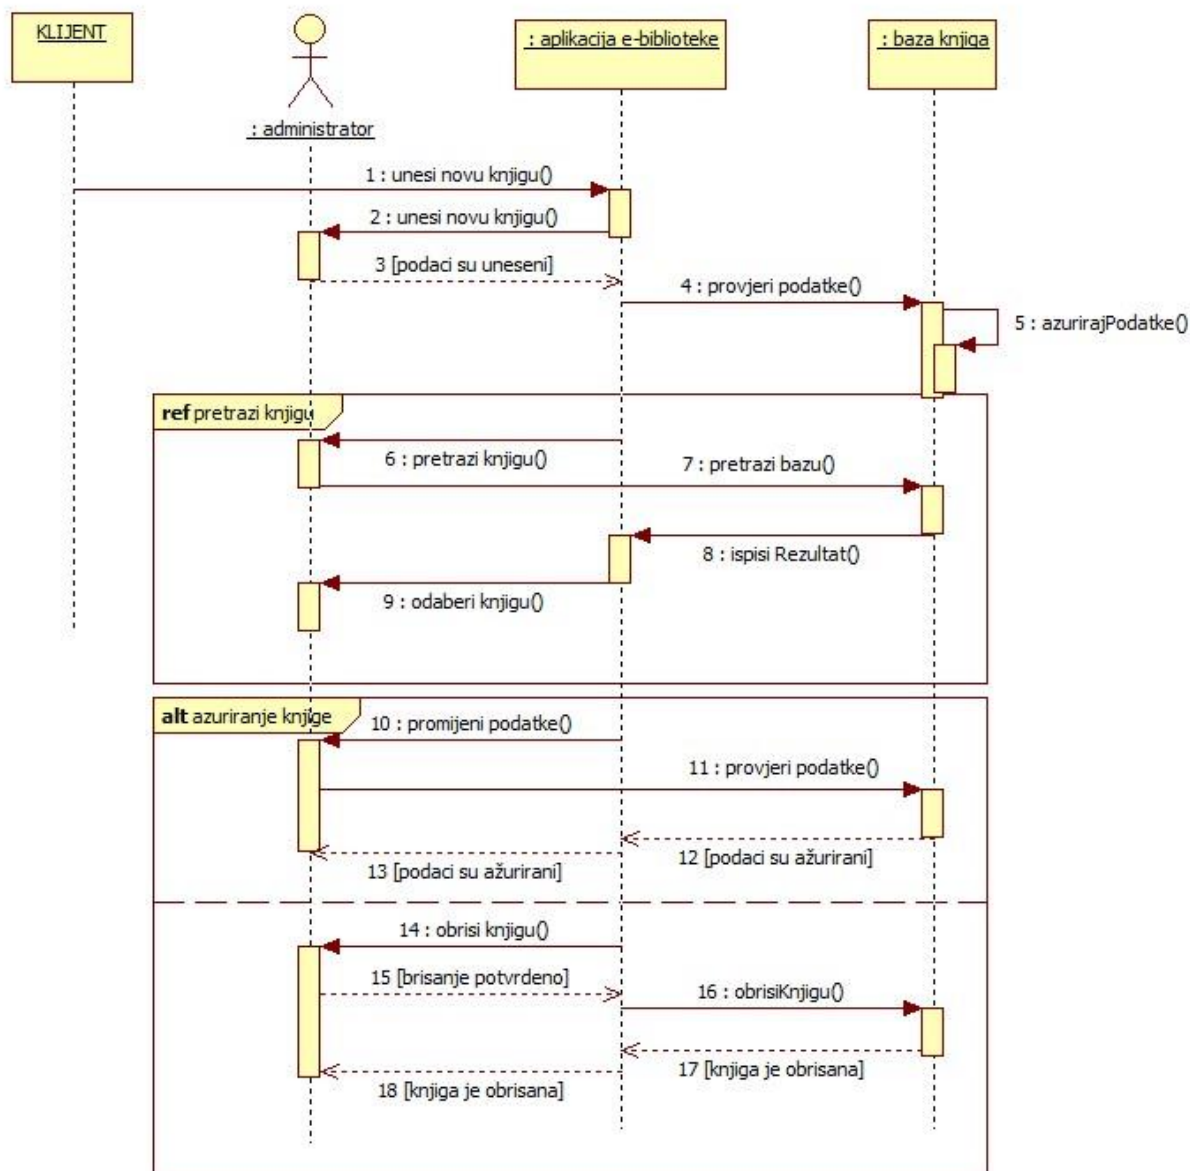 KLIJENT
: administrator
: aplikacija e-biblioteke
: baza knjiga
1 : unesi novu knjigu()
2 : unesi novu knjigu()
3 [podaci su uneseni]
4 : provjeri podatke()
5 : azurirajPodatke()
ref pretrazi knjigu
6 : pretrazi knjigu()
7 : pretrazi bazu()
8 : ispisi Rezultat()
9 : odaberi knjigu()
alt azuriranje knjige
10 : promijeni podatke()
11 : provjeri podatke()
12 [podaci su ažurirani]
13 [podaci su ažurirani]
14 : obrisi knjigu()
15 [brisanje potvrdeno]
16 : obrisiKnjigu()
17 [knjiga je obrisana]
18 [knjiga je obrisana]